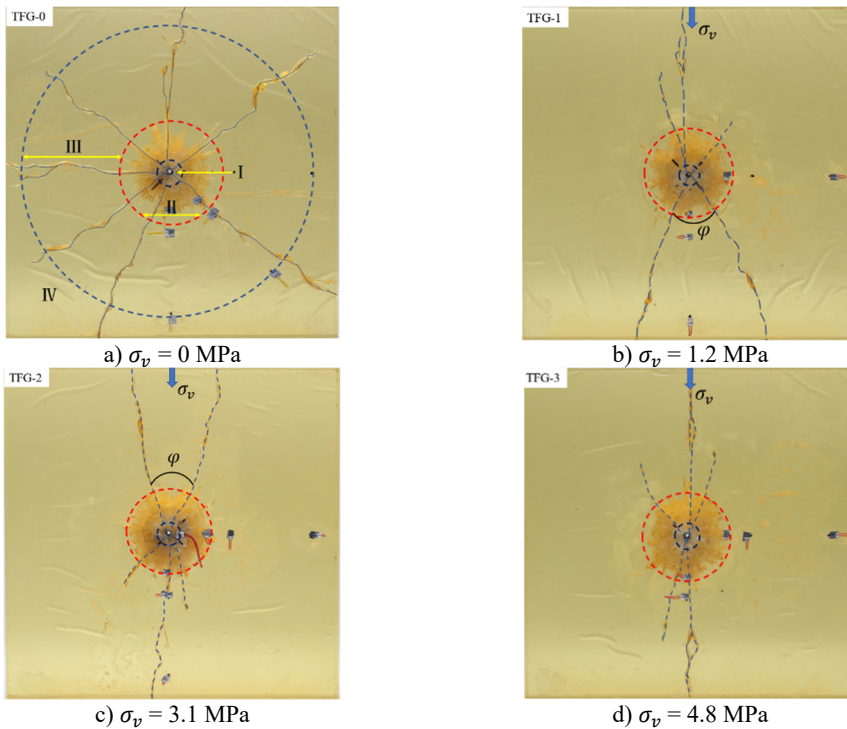 TFG-0
III
I
II
IV
a) σᵥ = 0 MPa
TFG-1
σᵥ
φ
b) σᵥ = 1.2 MPa
TFG-2
σᵥ
φ
c) σᵥ = 3.1 MPa
TFG-3
σᵥ
d) σᵥ = 4.8 MPa